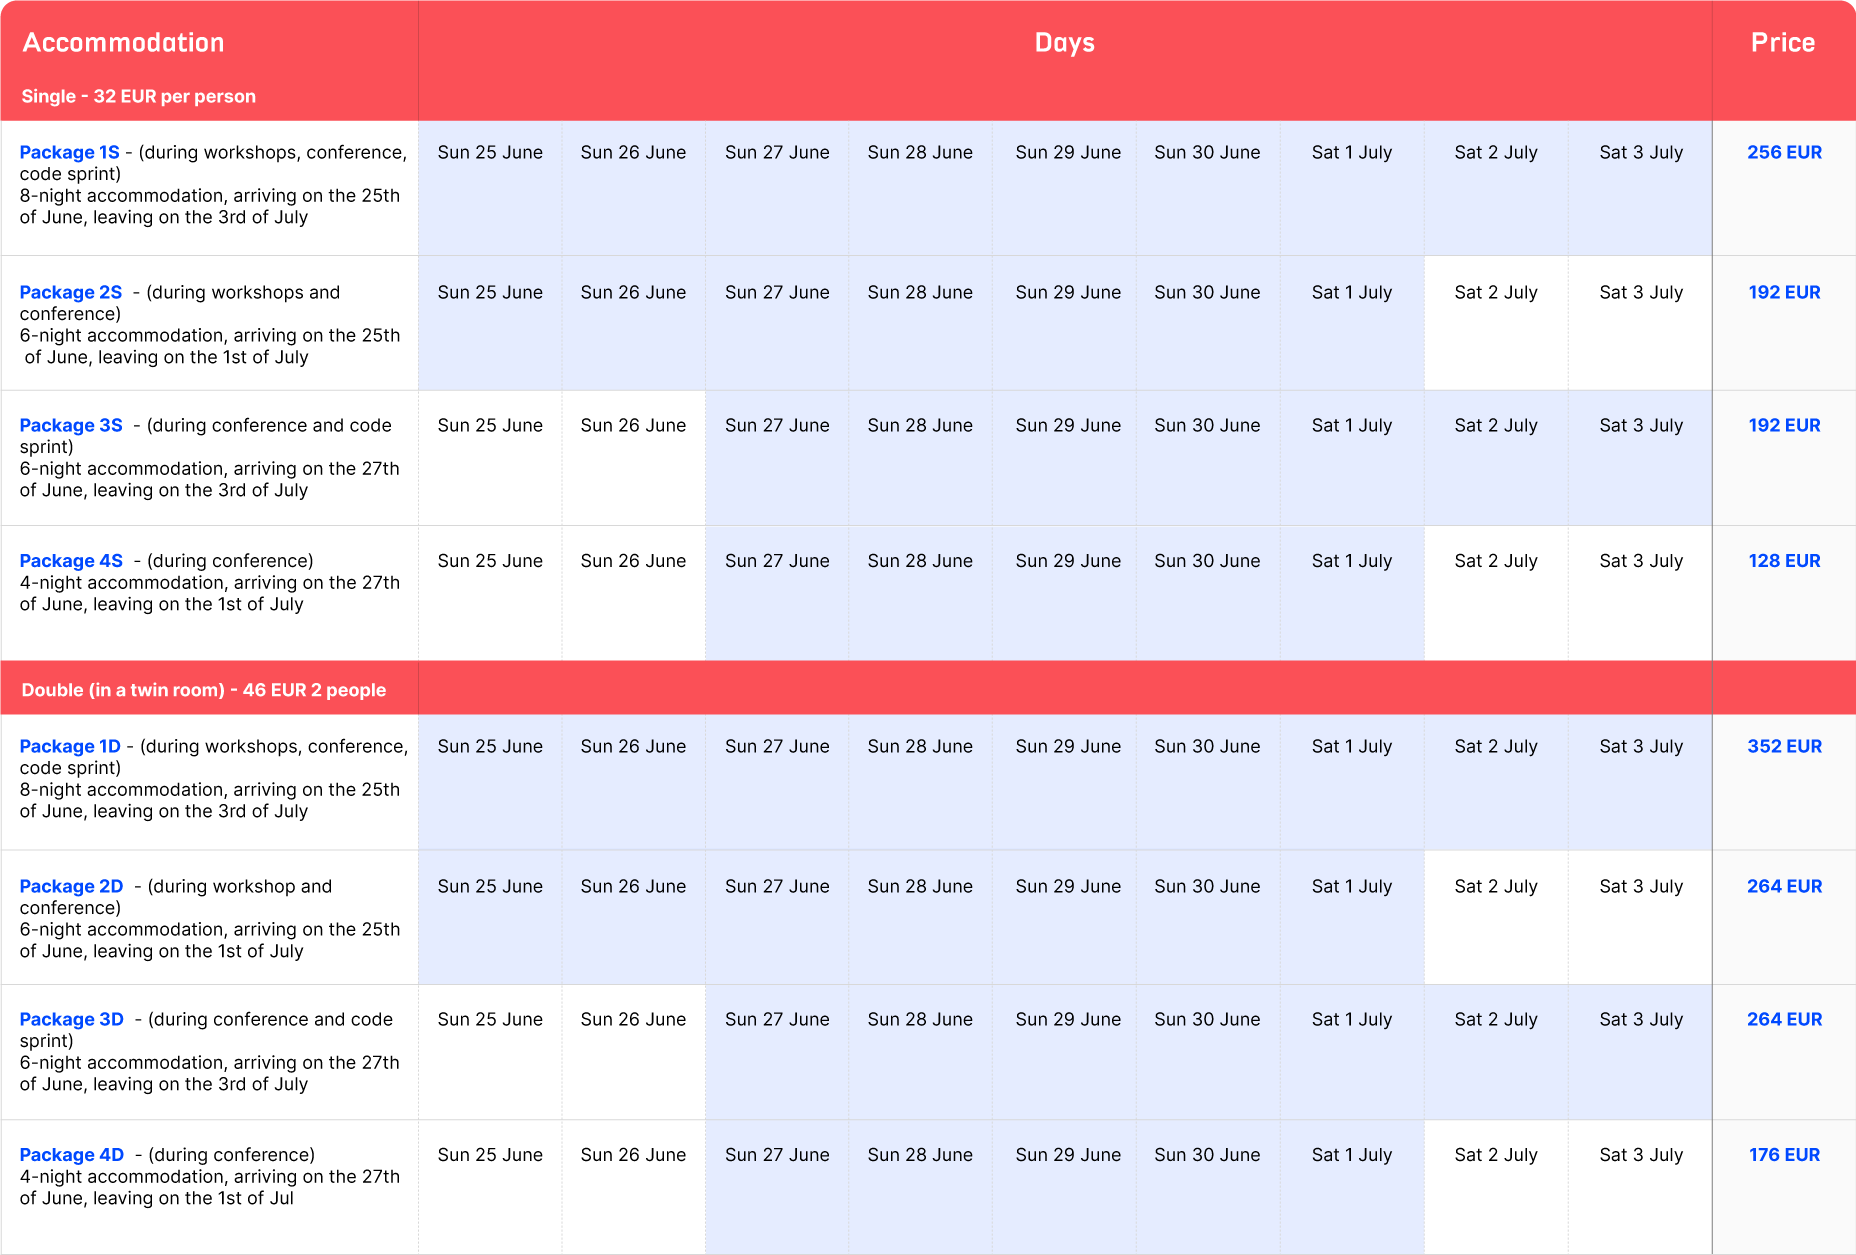 Accommodation Days Price
Single - 32 EUR per person
Package 1S - (during workshops, conference, Sun 25 June Sun 26 June Sun 27 June Sun 28 June Sun 29 June Sun 30 June Sat 1 July Sat 2 July Sat 3 July 256 EUR
code sprint)
8-night accommodation, arriving on the 25th
of June, leaving on the 3rd of July
Package 2S - (during workshops and Sun 25 June Sun 26 June Sun 27 June Sun 28 June Sun 29 June Sun 30 June Sat 1 July Sat 2 July Sat 3 July 192 EUR
conference)
6-night accommodation, arriving on the 25th
of June, leaving on the 1st of July
Package 3S - (during conference and code Sun 25 June Sun 26 June Sun 27 June Sun 28 June Sun 29 June Sun 30 June Sat 1 July Sat 2 July Sat 3 July 192 EUR
sprint)
6-night accommodation, arriving on the 27th
of June, leaving on the 3rd of July
Package 4S - (during conference) Sun 25 June Sun 26 June Sun 27 June Sun 28 June Sun 29 June Sun 30 June Sat 1 July Sat 2 July Sat 3 July 128 EUR
4-night accommodation, arriving on the 27th
of June, leaving on the 1st of July
Double (in a twin room) - 46 EUR 2 people
Package 1D - (during workshops, conference, Sun 25 June Sun 26 June Sun 27 June Sun 28 June Sun 29 June Sun 30 June Sat 1 July Sat 2 July Sat 3 July 352 EUR
code sprint)
8-night accommodation, arriving on the 25th
of June, leaving on the 3rd of July
Package 2D - (during workshop and Sun 25 June Sun 26 June Sun 27 June Sun 28 June Sun 29 June Sun 30 June Sat 1 July Sat 2 July Sat 3 July 264 EUR
conference)
6-night accommodation, arriving on the 25th
of June, leaving on the 1st of July
Package 3D - (during conference and code Sun 25 June Sun 26 June Sun 27 June Sun 28 June Sun 29 June Sun 30 June Sat 1 July Sat 2 July Sat 3 July 264 EUR
sprint)
6-night accommodation, arriving on the 27th
of June, leaving on the 3rd of July
Package 4D - (during conference) Sun 25 June Sun 26 June Sun 27 June Sun 28 June Sun 29 June Sun 30 June Sat 1 July Sat 2 July Sat 3 July 176 EUR
4-night accommodation, arriving on the 27th
of June, leaving on the 1st of Jul